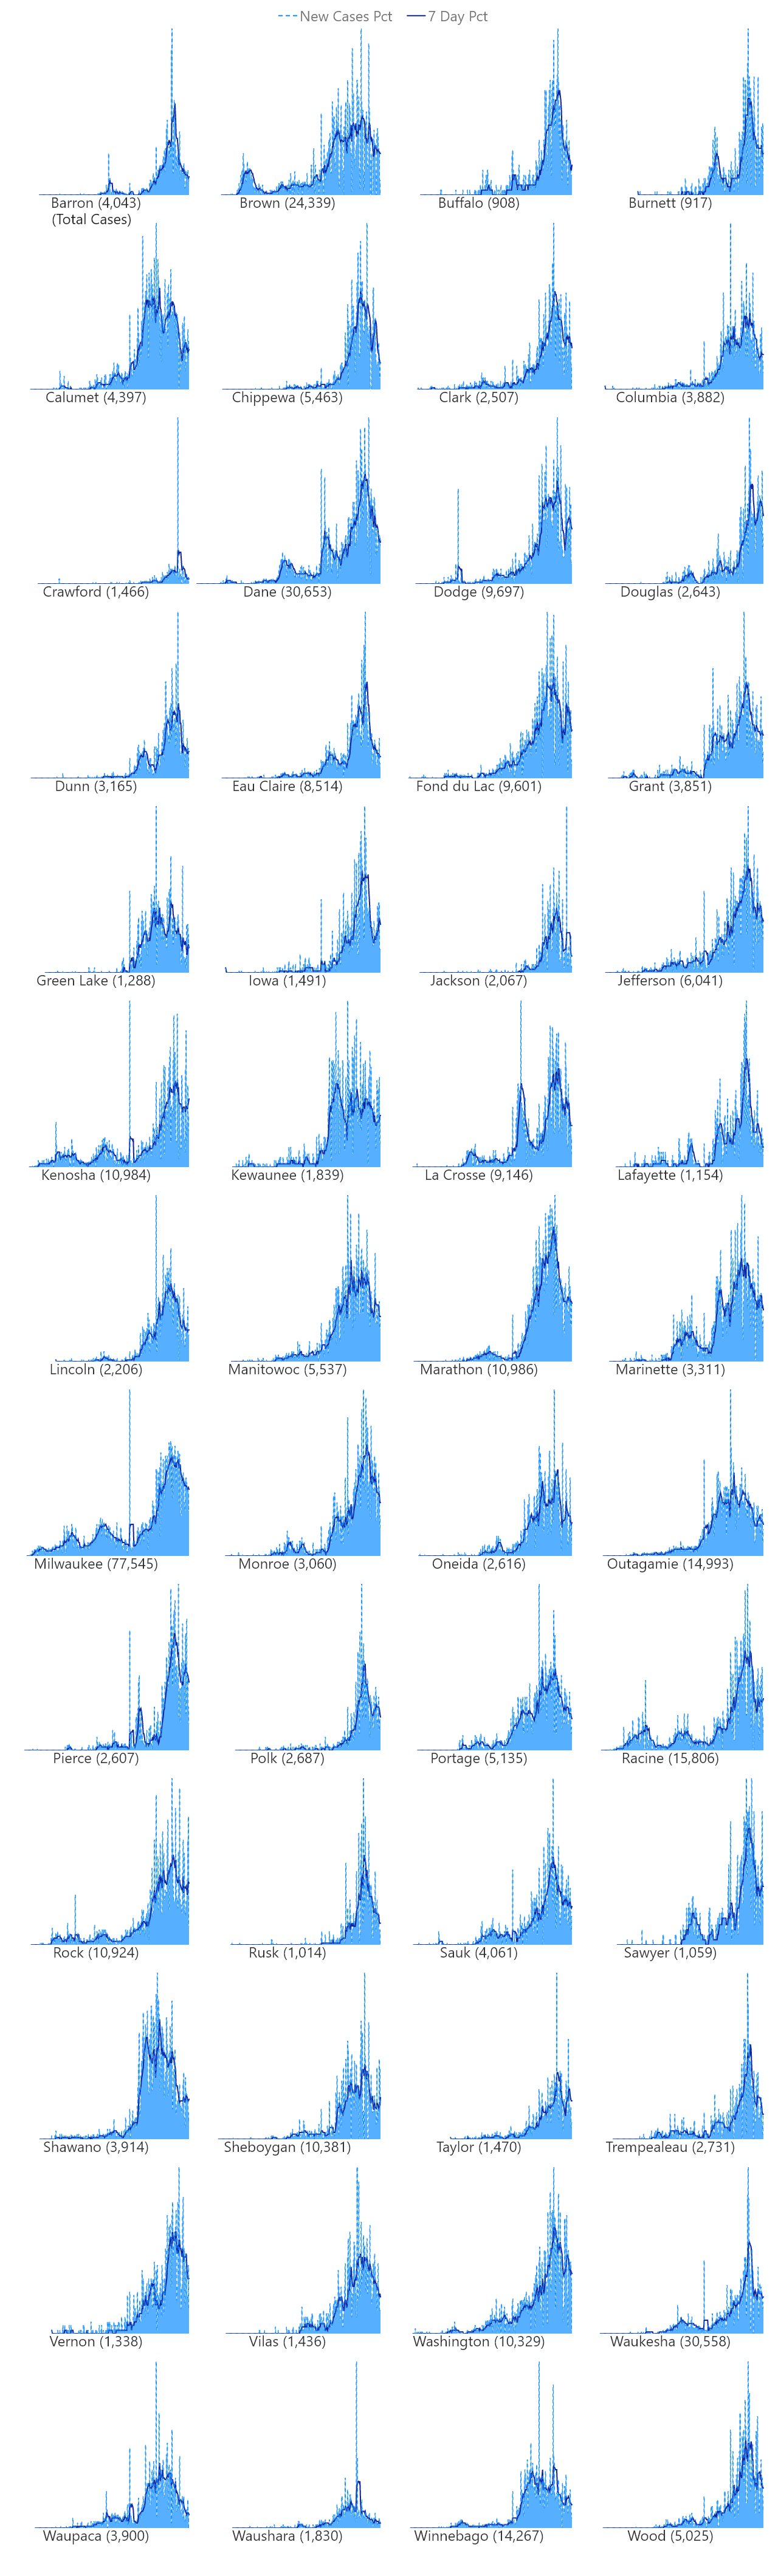 New Cases Pct 7 Day Pct
Barron (4,043) Brown (24,339) Buffalo (908) Burnett (917)
(Total Cases)
Calumet (4,397) Chippewa (5,463) Clark (2,507) Columbia (3,882)
Crawford (1,466) Dane (30,653) Dodge (9,697) Douglas (2,643)
Dunn (3,165) Eau Claire (8,514) Fond du Lac (9,601) Grant (3,851)
Green Lake (1,288) Iowa (1,491) Jackson (2,067) Jefferson (6,041)
Kenosha (10,984) Kewaunee (1,839) La Crosse (9,146) Lafayette (1,154)
Lincoln (2,206) Manitowoc (5,537) Marathon (10,986) Marinette (3,311)
Milwaukee (77,545) Monroe (3,060) Oneida (2,616) Outagamie (14,993)
Pierce (2,607) Polk (2,687) Portage (5,135) Racine (15,806)
Rock (10,924) Rusk (1,014) Sauk (4,061) Sawyer (1,059)
Shawano (3,914) Sheboygan (10,381) Taylor (1,470) Trempealeau (2,731)
Vernon (1,338) Vilas (1,436) Washington (10,329) Waukesha (30,558)
Waupaca (3,900) Waushara (1,830) Winnebago (14,267) Wood (5,025)